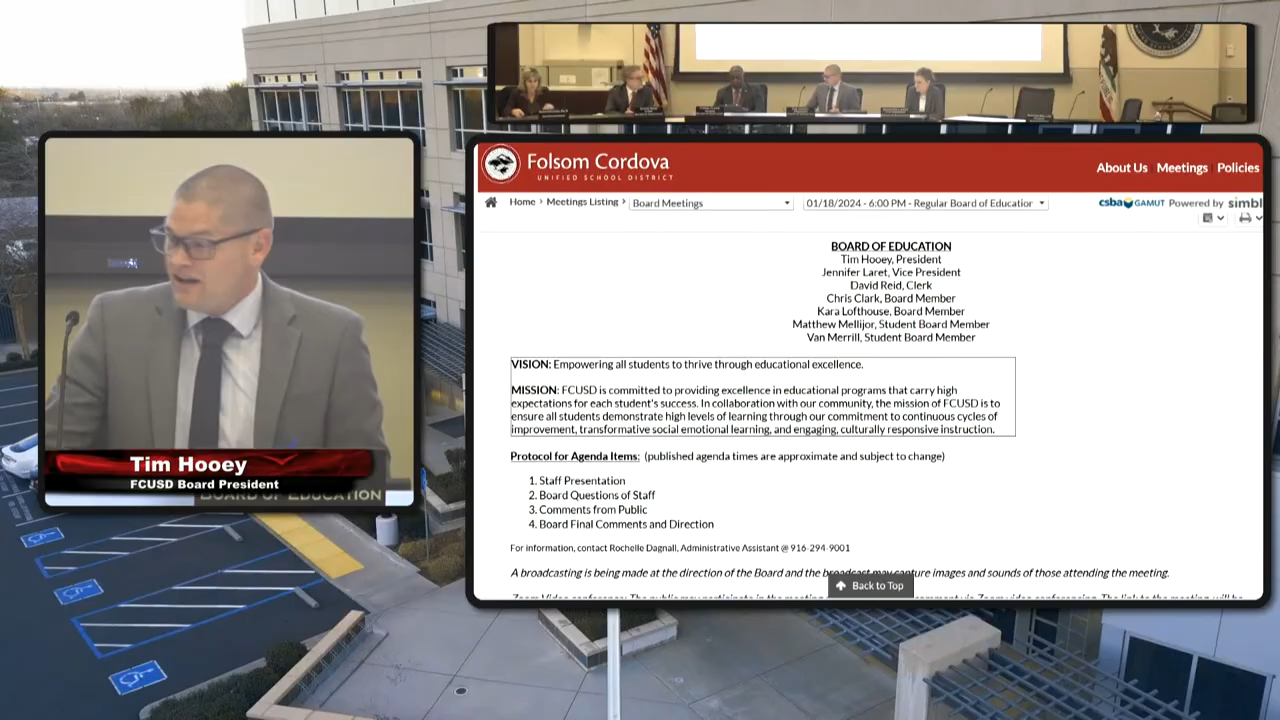 Folsom Cordova
UNIFIED SCHOOL DISTRICT
About Us Meetings Policies
Home > Meetings Listing > Board Meetings 01/18/2024 - 6:00 PM - Regular Board of Education
csba GAMUT Powered by simbl
BOARD OF EDUCATION
Tim Hooey, President
Jennifer Laret, Vice President
David Reid, Clerk
Chris Clark, Board Member
Kara Lofthouse, Board Member
Matthew Mellijor, Student Board Member
Van Merrill, Student Board Member
VISION: Empowering all students to thrive through educational excellence.
MISSION: FCUSD is committed to providing excellence in educational programs that carry high
expectations for each student's success. In collaboration with our community, the mission of FCUSD is to
ensure all students demonstrate high levels of learning through our commitment to continuous cycles of
improvement, transformative social emotional learning, and engaging, culturally responsive instruction.
Protocol for Agenda Items: (published agenda times are approximate and subject to change)
1. Staff Presentation
2. Board Questions of Staff
3. Comments from Public
4. Board Final Comments and Direction
For information, contact Rochelle Dagnall, Administrative Assistant @ 916-294-9001
A broadcasting is being made at the direction of the Board and the broadcast may capture images and sounds of those attending the meeting.
Back to Top
Tim Hooey
FCUSD Board President
BOARD OF EDUCATION